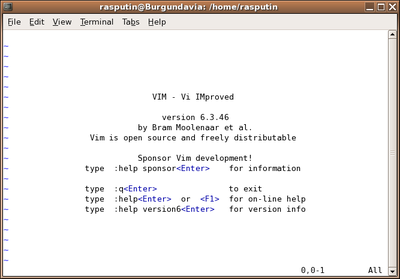 rasputin@Burgundavia: /home/rasputin
File Edit View Terminal Tabs Help
~
~
~
~
~
~ VIM - Vi IMproved
~
~ version 6.3.46
~ by Bram Moolenaar et al.
~ Vim is open source and freely distributable
~
~ Sponsor Vim development!
~ type :help sponsor<Enter> for information
~
~ type :q<Enter> to exit
~ type :help<Enter> or <F1> for on-line help
~ type :help version6<Enter> for version info
~
~
~
~
~
0,0-1 All